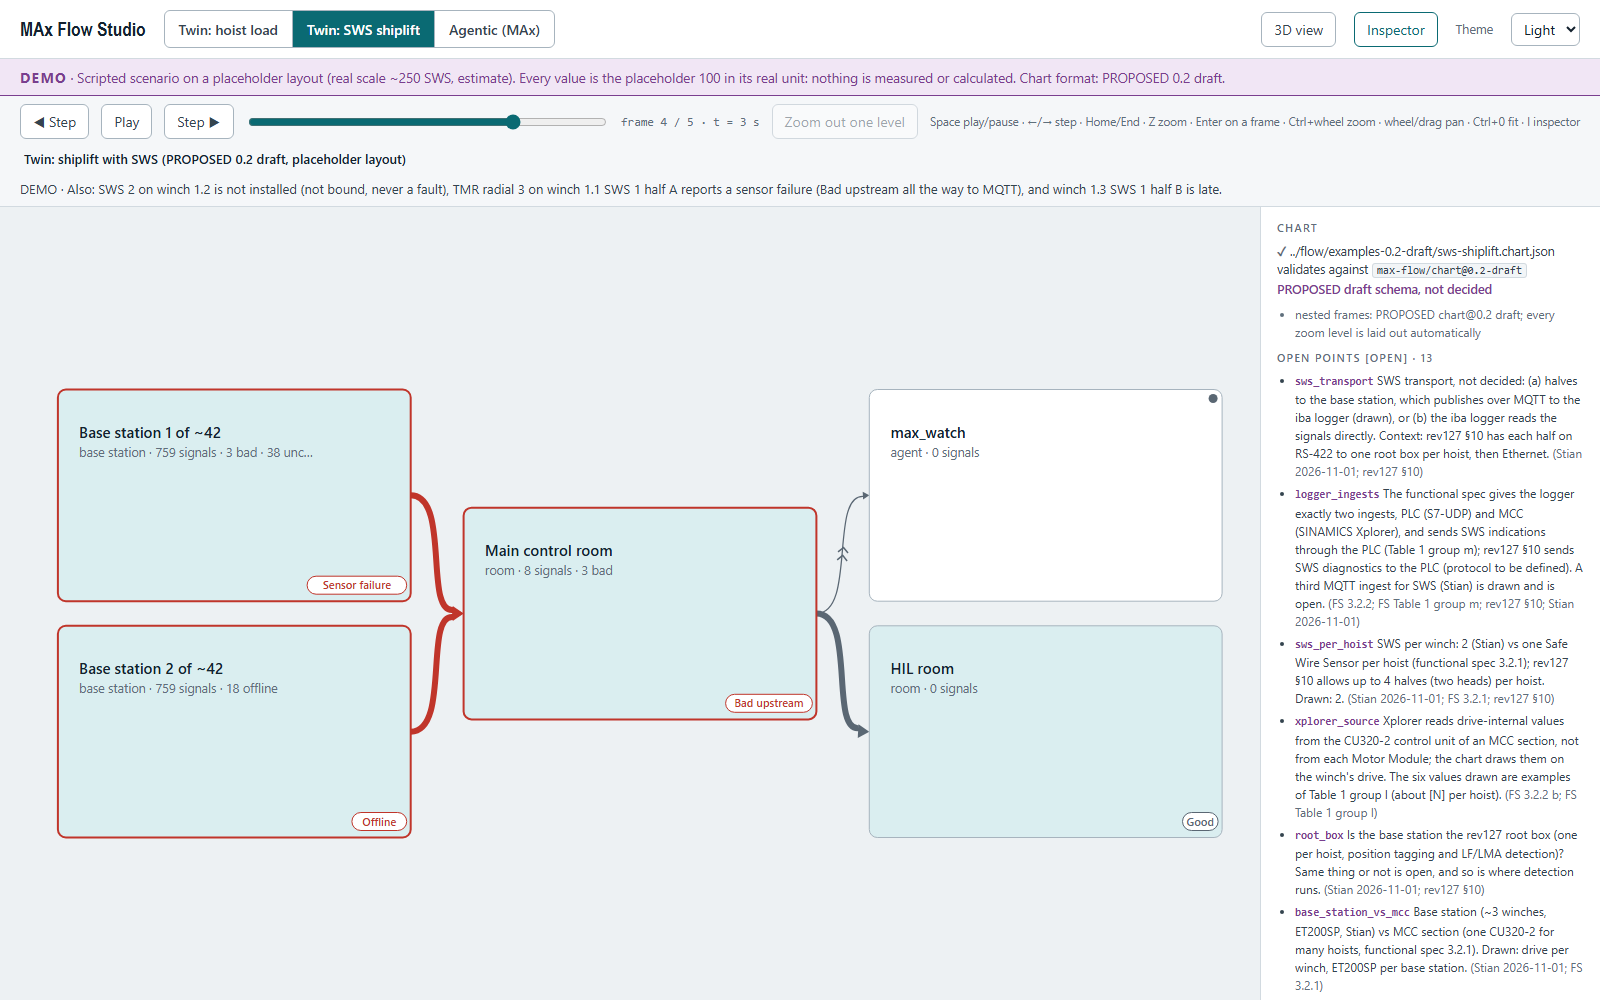 MAx Flow Studio
Twin: hoist load
Twin: SWS shiplift
Agentic (MAx)
3D view
Inspector
Theme
Light
DEMO · Scripted scenario on a placeholder layout (real scale ~250 SWS, estimate). Every value is the placeholder 100 in its real unit: nothing is measured or calculated. Chart format: PROPOSED 0.2 draft.
◀ Step
Play
Step ▶
frame 4 / 5 · t = 3 s
Zoom out one level
Space play/pause · ←/→ step · Home/End · Z zoom · Enter on a frame · Ctrl+wheel zoom · wheel/drag pan · Ctrl+0 fit · I inspector
Twin: shiplift with SWS (PROPOSED 0.2 draft, placeholder layout)
DEMO · Also: SWS 2 on winch 1.2 is not installed (not bound, never a fault), TMR radial 3 on winch 1.1 SWS 1 half A reports a sensor failure (Bad upstream all the way to MQTT), and winch 1.3 SWS 1 half B is late.
Base station 1 of ~42
base station · 759 signals · 3 bad · 38 unc...
Sensor failure
Base station 2 of ~42
base station · 759 signals · 18 offline
Offline
Main control room
room · 8 signals · 3 bad
Bad upstream
max_watch
agent · 0 signals
HIL room
room · 0 signals
Good
CHART
✓ ../flow/examples-0.2-draft/sws-shiplift.chart.json
validates against max-flow/chart@0.2-draft
PROPOSED draft schema, not decided
• nested frames: PROPOSED chart@0.2 draft; every
zoom level is laid out automatically
OPEN POINTS [OPEN] · 13
• sws_transport SWS transport, not decided: (a) halves
to the base station, which publishes over MQTT to the
iba logger (drawn), or (b) the iba logger reads the
signals directly. Context: rev127 §10 has each half on
RS-422 to one root box per hoist, then Ethernet. (Stian
2026-11-01; rev127 §10)
• logger_ingests The functional spec gives the logger
exactly two ingests, PLC (S7-UDP) and MCC
(SINAMICS Xplorer), and sends SWS indications
through the PLC (Table 1 group m); rev127 §10 sends
SWS diagnostics to the PLC (protocol to be defined). A
third MQTT ingest for SWS (Stian) is drawn and is
open. (FS 3.2.2; FS Table 1 group m; rev127 §10; Stian
2026-11-01)
• sws_per_hoist SWS per winch: 2 (Stian) vs one Safe
Wire Sensor per hoist (functional spec 3.2.1); rev127
§10 allows up to 4 halves (two heads) per hoist.
Drawn: 2. (Stian 2026-11-01; FS 3.2.1; rev127 §10)
• xplorer_source Xplorer reads drive-internal values
from the CU320-2 control unit of an MCC section, not
from each Motor Module; the chart draws them on
the winch's drive. The six values drawn are examples
of Table 1 group l (about [N] per hoist). (FS 3.2.2 b; FS
Table 1 group l)
• root_box Is the base station the rev127 root box (one
per hoist, position tagging and LF/LMA detection)?
Same thing or not is open, and so is where detection
runs. (Stian 2026-11-01; rev127 §10)
• base_station_vs_mcc Base station (~3 winches,
ET200SP, Stian) vs MCC section (one CU320-2 for
many hoists, functional spec 3.2.1). Drawn: drive per
winch, ET200SP per base station. (Stian 2026-11-01; FS
3.2.1)